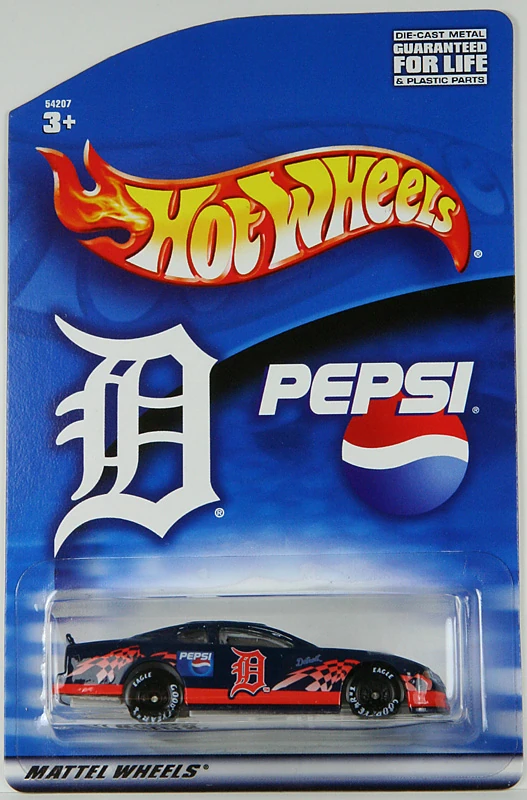 DIE-CAST METAL
GUARANTEED
FOR LIFE
& PLASTIC PARTS
54207
3+
HOT WHEELS®
D®
PEPSI®
PEPSI
D
Detroit
EAGLE
GOODYEAR
EAGLE
GOODYEAR
MATTEL WHEELS®